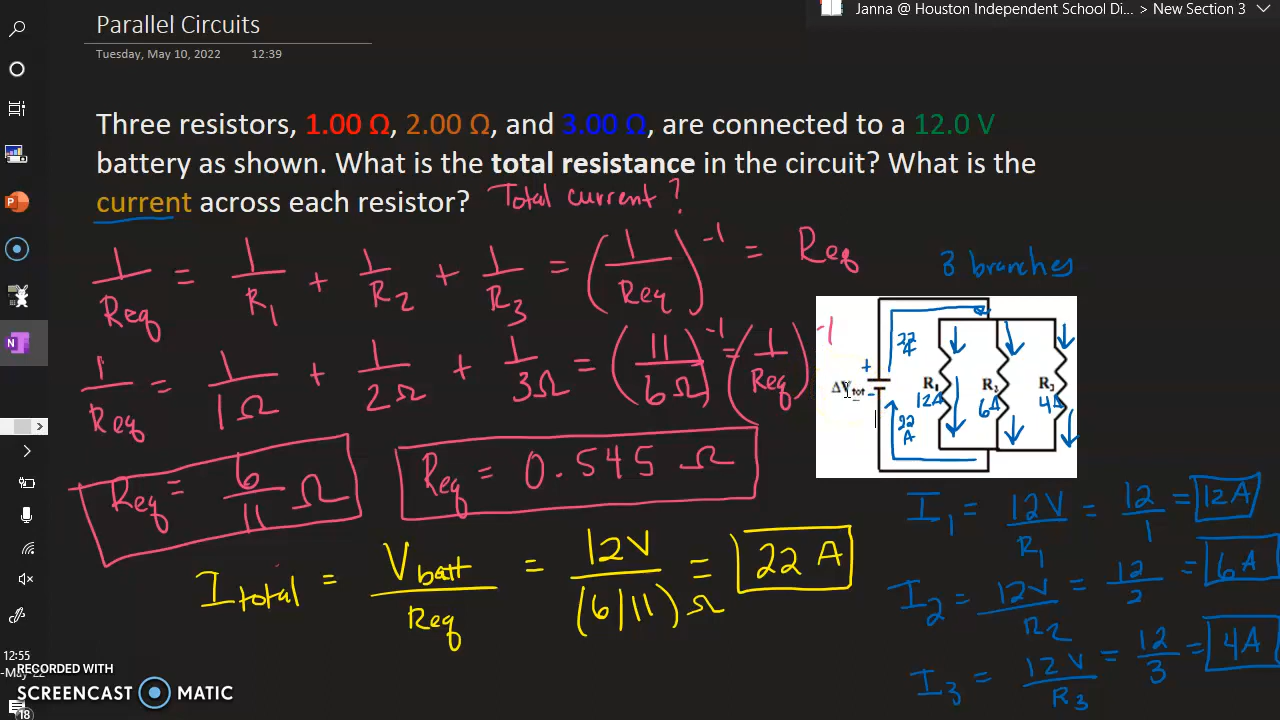 Janna @ Houston Independent School Di... > New Section 3
Parallel Circuits
Tuesday, May 10, 2022 12:39
Three resistors, 1.00 Ω, 2.00 Ω, and 3.00 Ω, are connected to a 12.0 V
battery as shown. What is the total resistance in the circuit? What is the
current across each resistor? Total current?
1/Req = 1/R1 + 1/R2 + 1/R3 = (1/Req)^-1 = Req
3 branches
1/Req = 1/1Ω + 1/2Ω + 1/3Ω = (11/6Ω)^-1 = (1/Req)^-1
22 A
+
ΔVtot -
R1 R2 R3
12A 6A 4A
22 A
Req = 6/11 Ω
Req = 0.545 Ω
I1 = 12V/R1 = 12/1 = 12A
Itotal = Vbatt/Req = 12V/(6/11)Ω = 22 A
I2 = 12V/R2 = 12/2 = 6A
I3 = 12V/R3 = 12/3 = 4A
12:55
RECORDED WITH
SCREENCAST MATIC
18